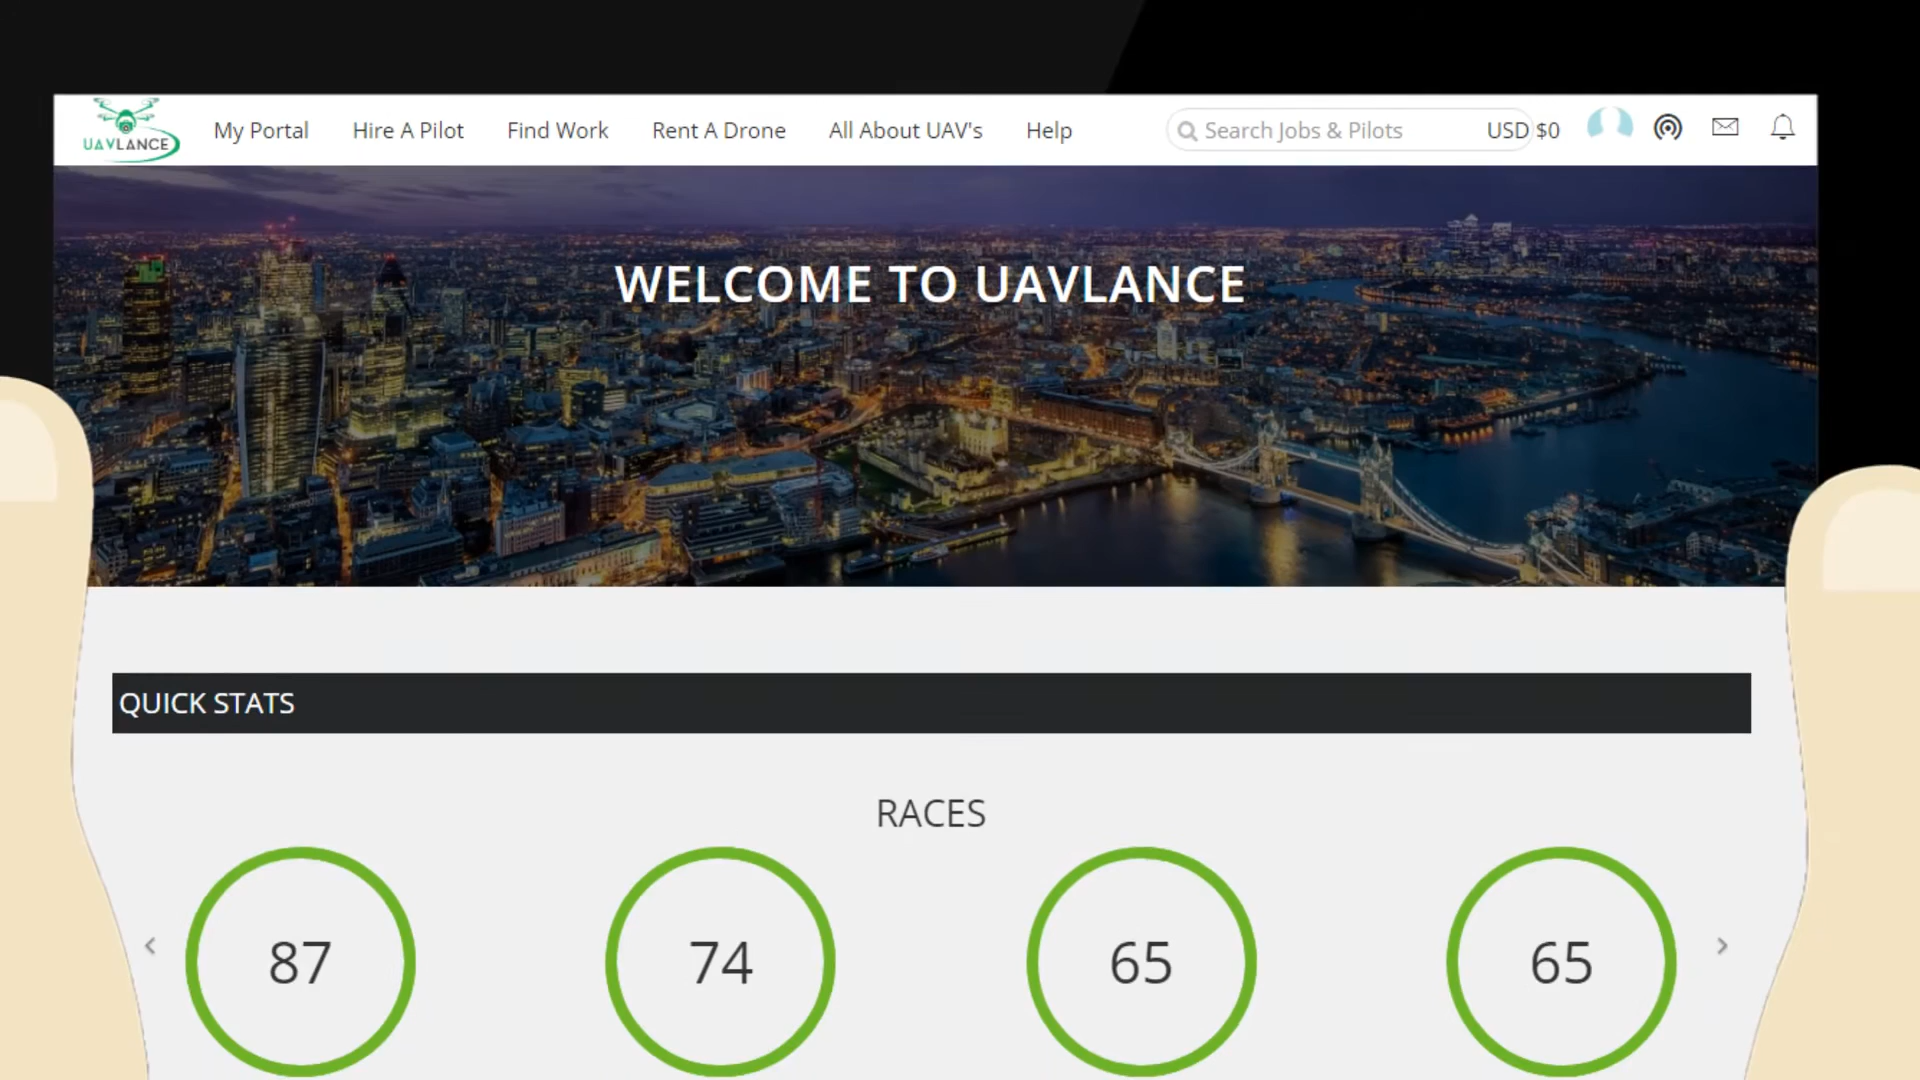 UAVLANCE
My Portal Hire A Pilot Find Work Rent A Drone All About UAV's Help Search Jobs & Pilots USD $0
WELCOME TO UAVLANCE
QUICK STATS
RACES
87 74 65 65